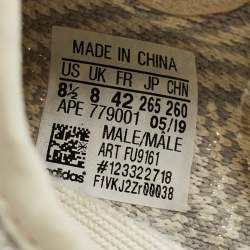 MADE IN CHINA
US UK FR JP CHN
8½ 8 42 265 260
APE 779001 05/19
MALE/MÂLE
ART FU9161
#123322718
adidas F1VKJ2Zr00038